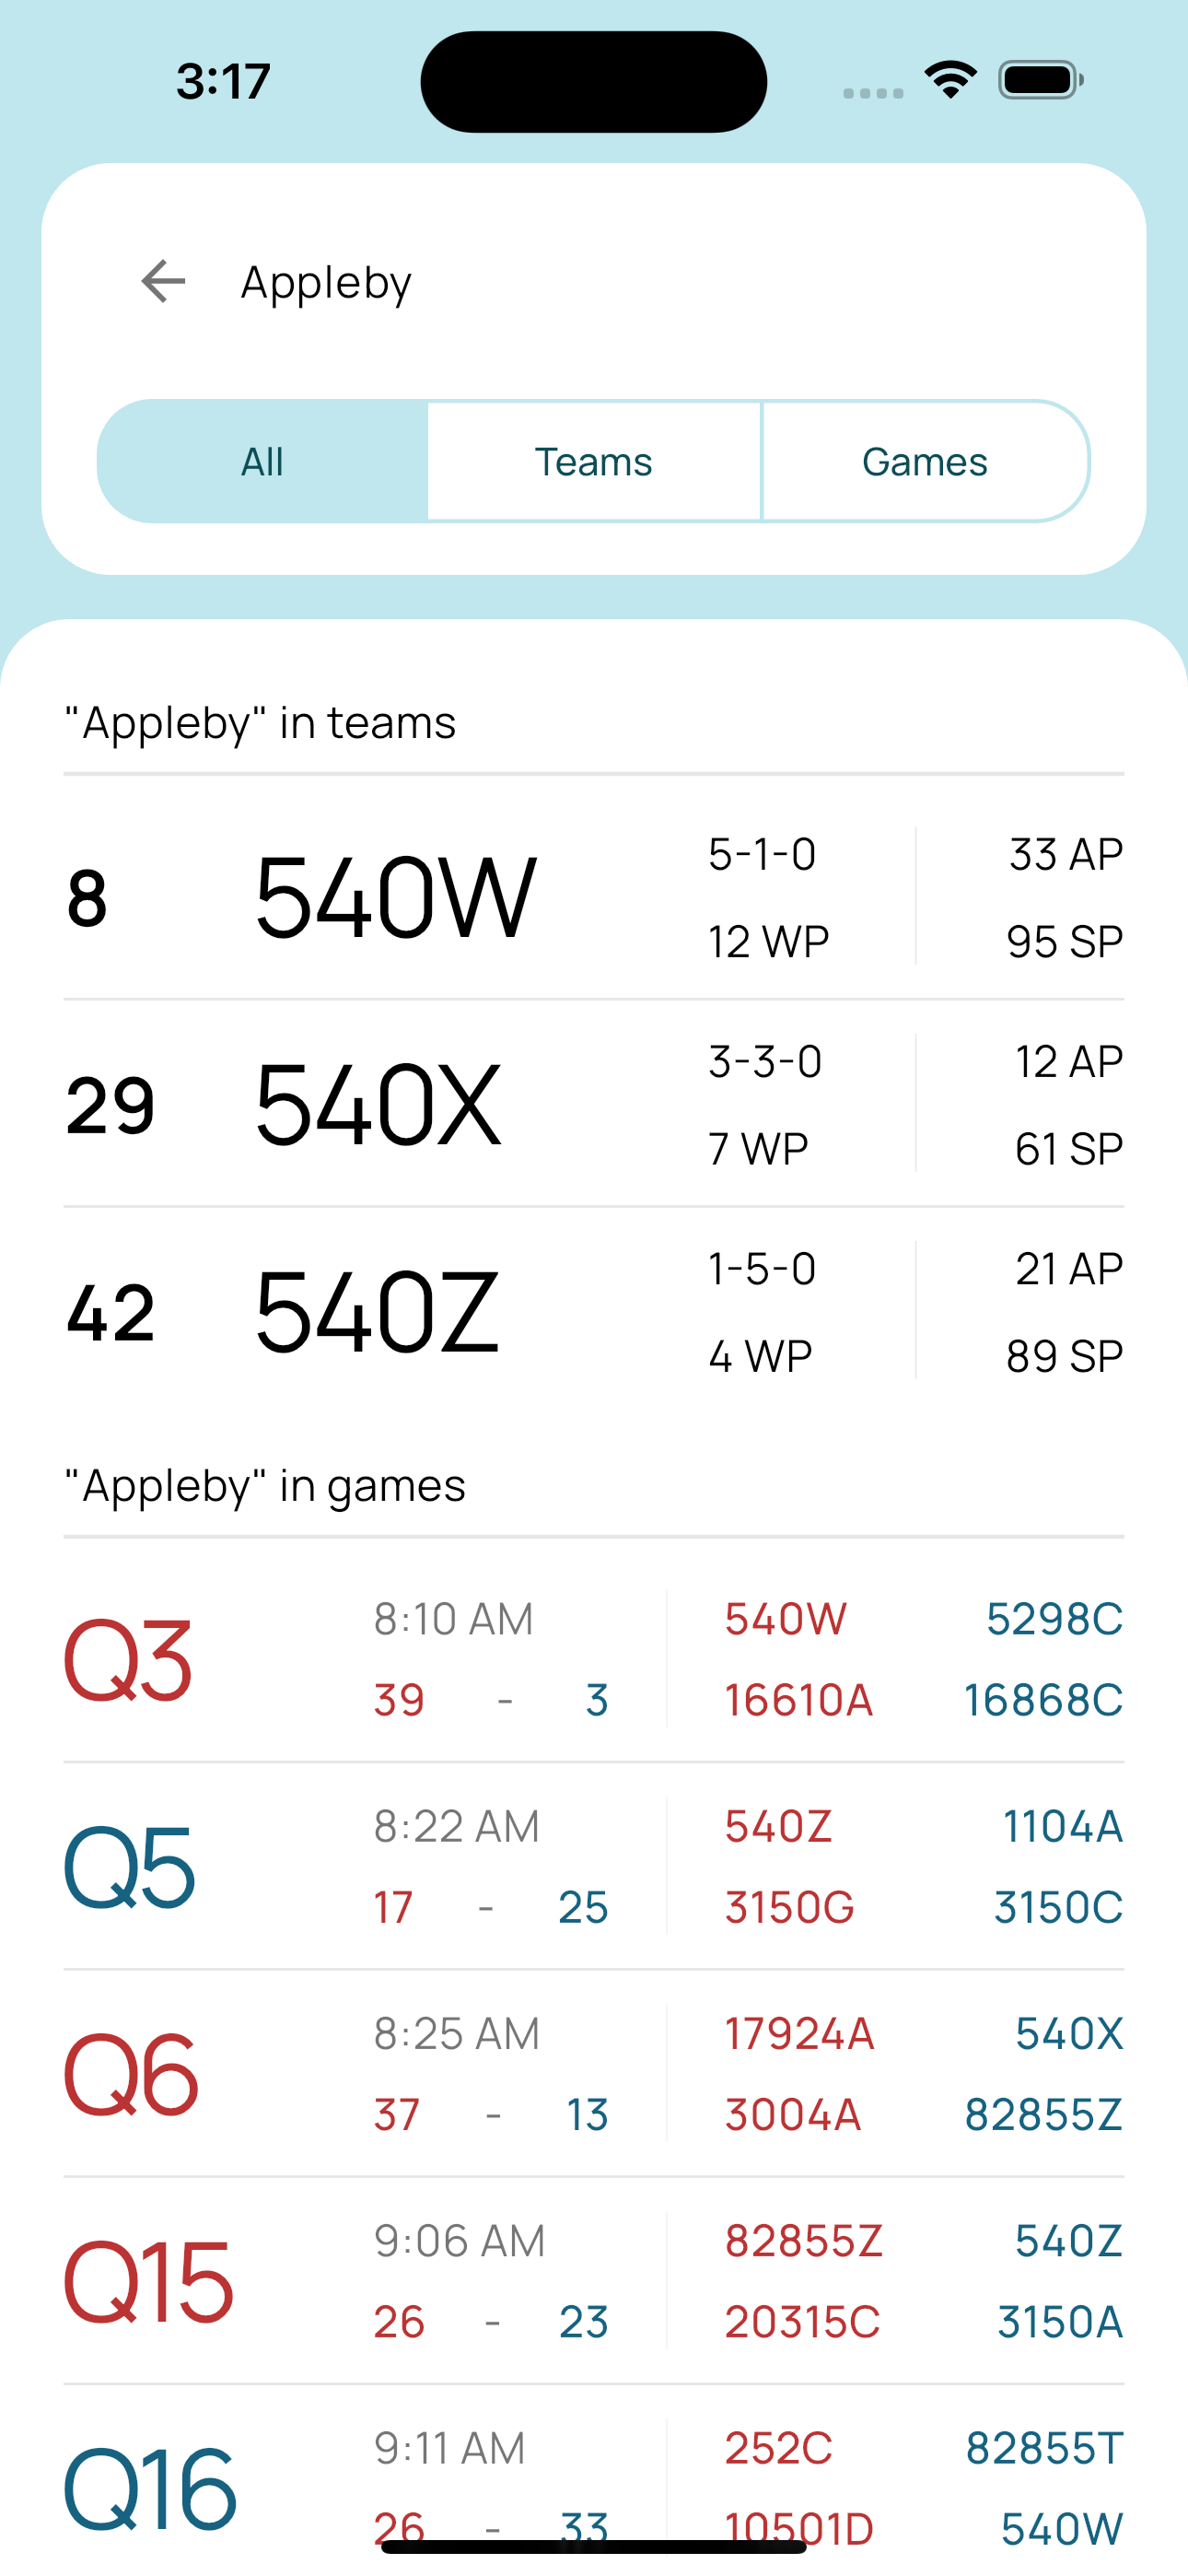 3:17
Appleby
All Teams Games
"Appleby" in teams
8 540W 5-1-0 33 AP
12 WP 95 SP
29 540X 3-3-0 12 AP
7 WP 61 SP
42 540Z 1-5-0 21 AP
4 WP 89 SP
"Appleby" in games
Q3 8:10 AM 540W 5298C
39 - 3 16610A 16868C
Q5 8:22 AM 540Z 1104A
17 - 25 3150G 3150C
Q6 8:25 AM 17924A 540X
37 - 13 3004A 82855Z
Q15 9:06 AM 82855Z 540Z
26 - 23 20315C 3150A
Q16 9:11 AM 252C 82855T
26 - 33 10501D 540W